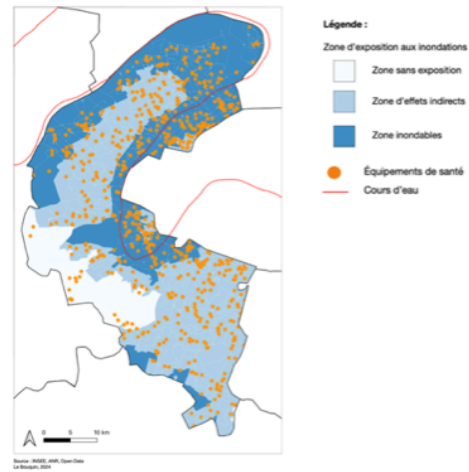 Légende :
Zone d'exposition aux inondations
Zone sans exposition
Zone d'effets indirects
Zone inondables
Équipements de santé
Cours d'eau
0 5 10 km
Source : INSEE, ANR, Open Data
Le Bourguin, 2024